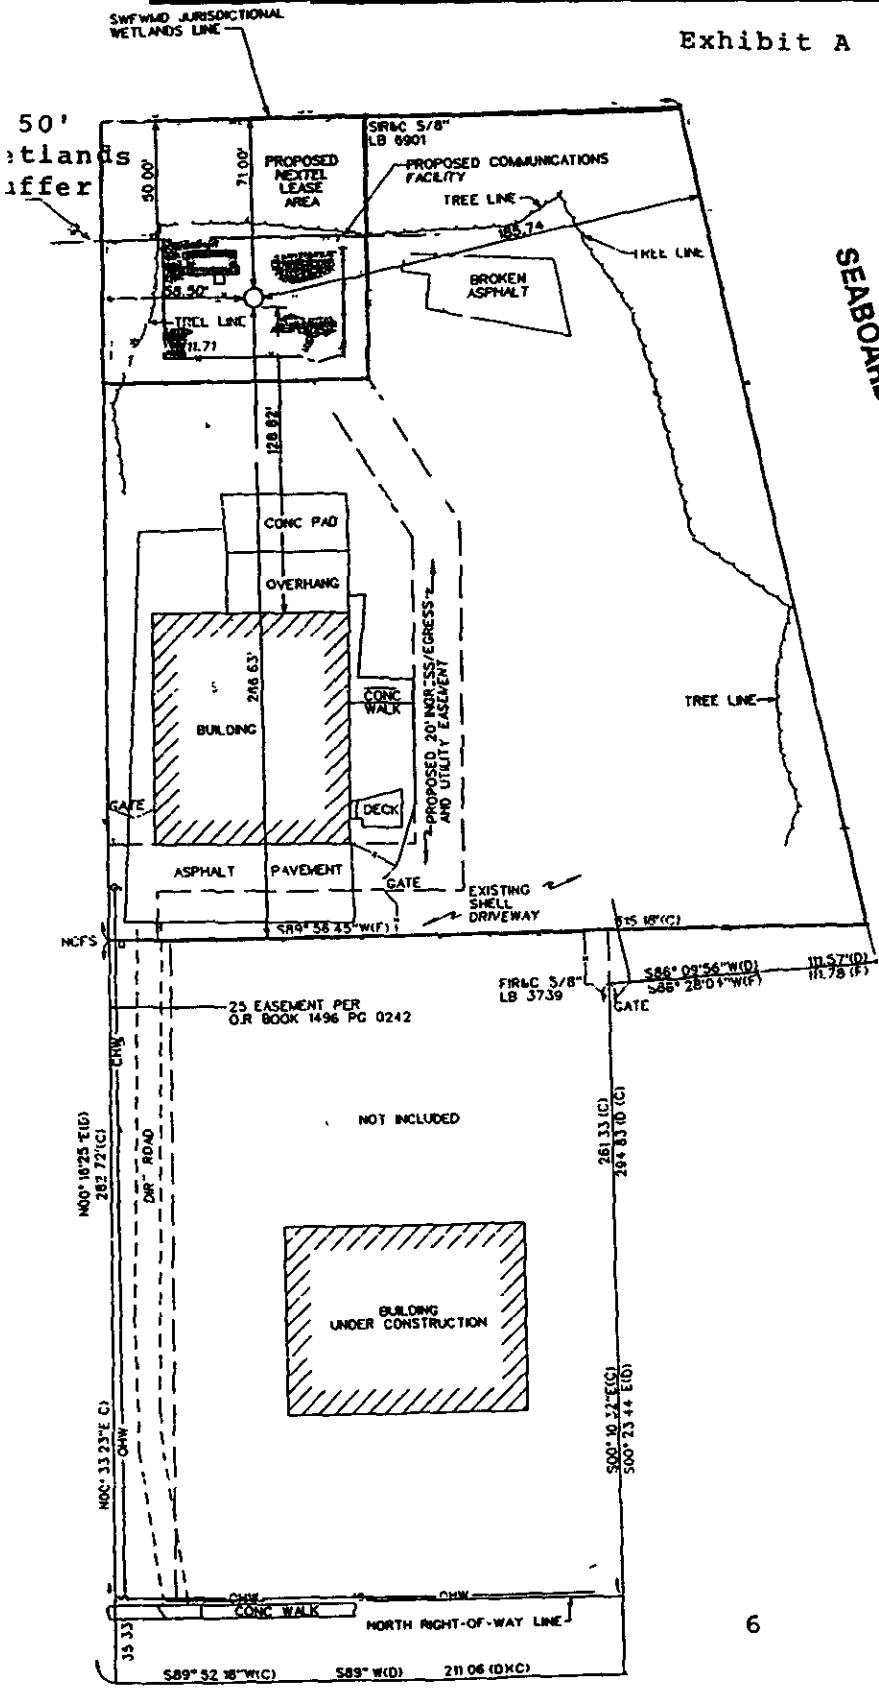 SWFWMD JURISDICTIONAL
WETLANDS LINE
Exhibit A
50'
etlands
uffer
50.00'
71.00'
PROPOSED
NEXTEL
LEASE
AREA
SIR&C 5/8"
LB 6901
PROPOSED COMMUNICATIONS
FACILITY
TREE LINE
185.74
TREE LINE
BROKEN
ASPHALT
SEABOARD
58.50'
TREE LINE
111.71
128.82'
CONC PAD
OVERHANG
286.63'
BUILDING
CONC
WALK
PROPOSED 20' INGRESS/EGRESS
AND UTILITY EASEMENT
TREE LINE
GATE
DECK
ASPHALT PAVEMENT
GATE
EXISTING
SHELL
DRIVEWAY
NCFS
S89° 56 45"W(F)
515 16"(C)
FIR&C 5/8"
LB 3739
S86° 09'56"W(D) 111.57'(D)
S86° 28'04"W(F) 111.78 (F)
GATE
25 EASEMENT PER
O.R BOOK 1496 PG 0242
OHW
NOT INCLUDED
N00° 16'25 E(D)
282 72'(C)
DIRT ROAD
261 33 (C)
294 83 (D (C)
BUILDING
UNDER CONSTRUCTION
N00° 33 23"E C)
OHW
S00° 10 32"E(C)
S00° 23 44 E(D)
OHW OHW
CONC WALK
NORTH RIGHT-OF-WAY LINE
35 33
S89° 52 18"W(C) S89° W(D) 211 06 (D)(C)
6